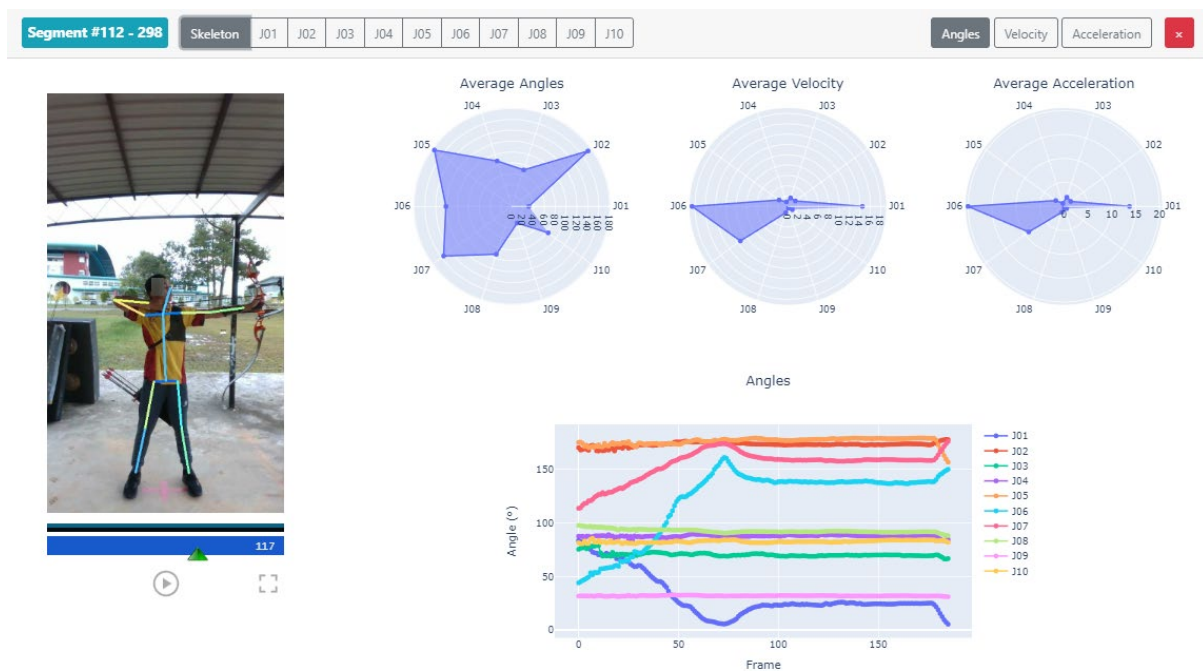 Segment #112 - 298 Skeleton J01 J02 J03 J04 J05 J06 J07 J08 J09 J10 Angles Velocity Acceleration ×
Average Angles
J04 J03
J05 J02
J06 J01
0 20 40 60 80 100 120 140 160 180
J07 J10
J08 J09
Average Velocity
J04 J03
J05 J02
J06 J01
0 2 4 6 8 10 12 14 16 18
J07 J10
J08 J09
Average Acceleration
J04 J03
J05 J02
J06 J01
0 5 10 15 20
J07 J10
J08 J09
117
Angles
Angle (°)
150
100
50
0
0 50 100 150
Frame
J01
J02
J03
J04
J05
J06
J07
J08
J09
J10